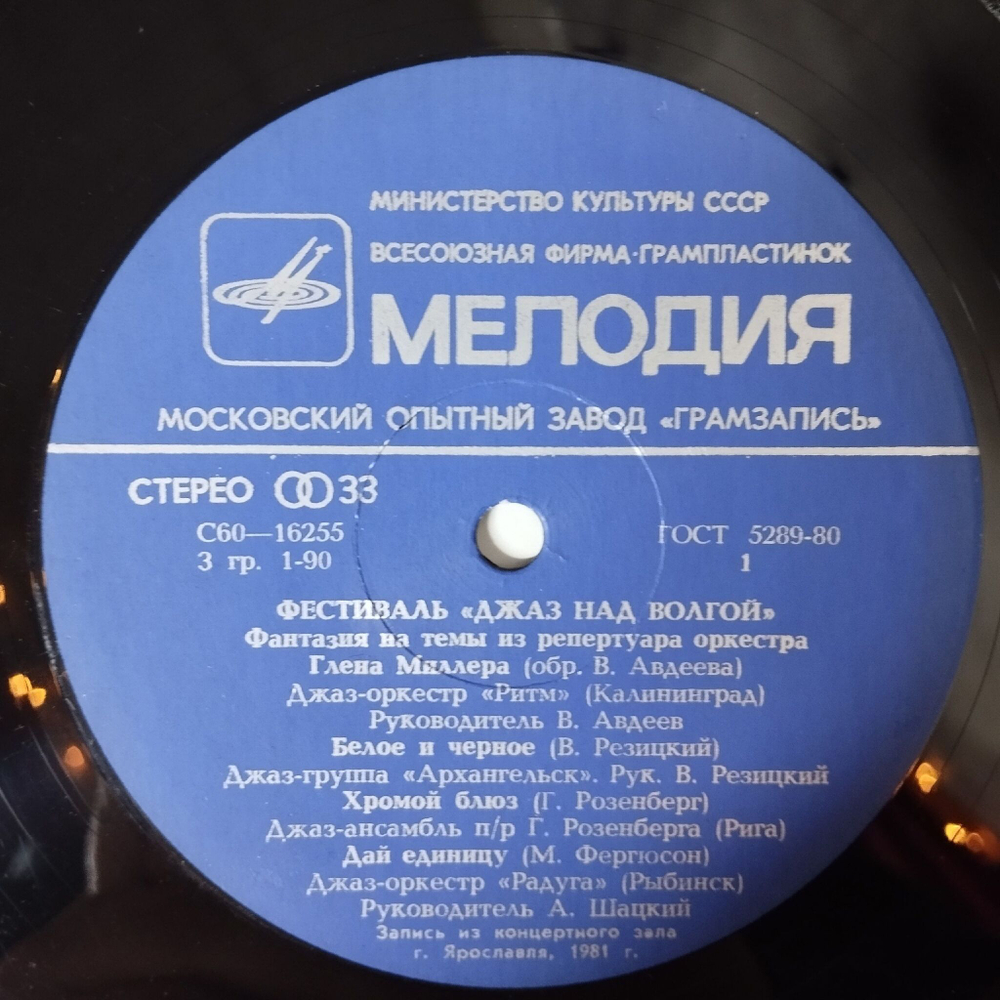 МИНИСТЕРСТВО КУЛЬТУРЫ СССР
ВСЕСОЮЗНАЯ ФИРМА·ГРАМПЛАСТИНОК
МЕЛОДИЯ
МОСКОВСКИЙ ОПЫТНЫЙ ЗАВОД «ГРАМЗАПИСЬ»
СТЕРЕО 33
С60—16255
3 гр. 1-90
ГОСТ 5289-80
1
ФЕСТИВАЛЬ «ДЖАЗ НАД ВОЛГОЙ»
Фантазия на темы из репертуара оркестра
Глена Миллера (обр. В. Авдеева)
Джаз-оркестр «Ритм» (Калининград)
Руководитель В. Авдеев
Белое и черное (В. Резицкий)
Джаз-группа «Архангельск». Рук. В. Резицкий
Хромой блюз (Г. Розенберг)
Джаз-ансамбль п/р Г. Розенберга (Рига)
Дай единицу (М. Фергюсон)
Джаз-оркестр «Радуга» (Рыбинск)
Руководитель А. Шацкий
Запись из концертного зала
г. Ярославля, 1981 г.